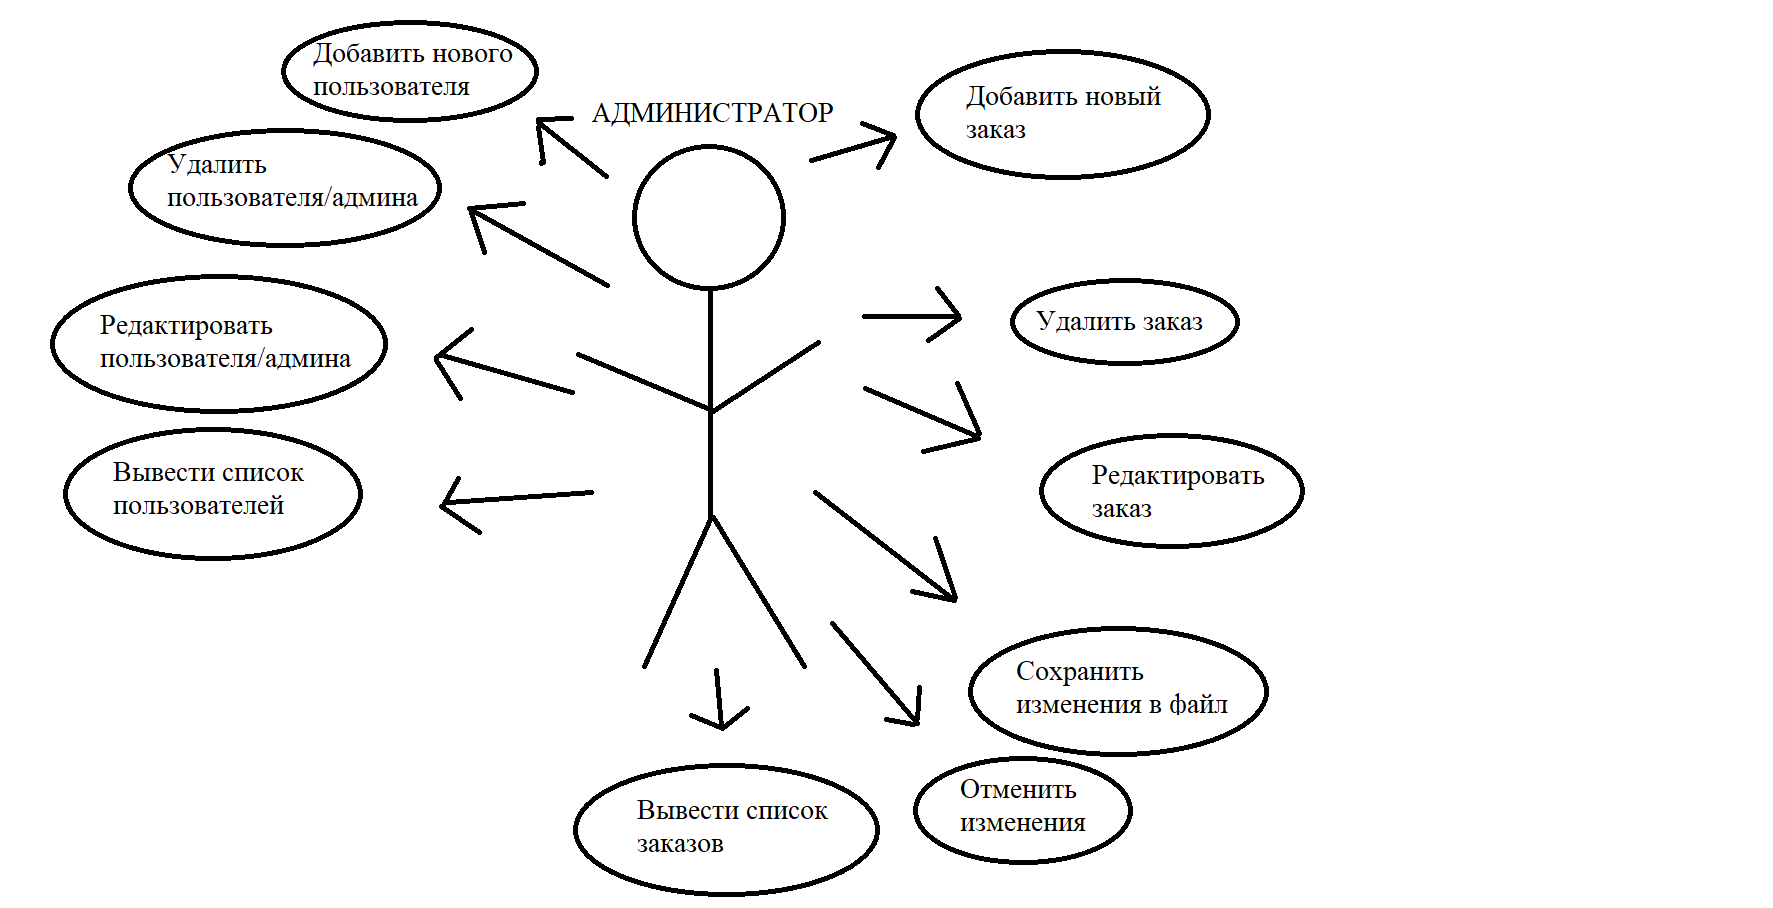 Добавить нового
пользователя
АДМИНИСТРАТОР
Добавить новый
заказ
Удалить
пользователя/админа
Редактировать
пользователя/админа
Удалить заказ
Вывести список
пользователей
Редактировать
заказ
Сохранить
изменения в файл
Отменить
изменения
Вывести список
заказов